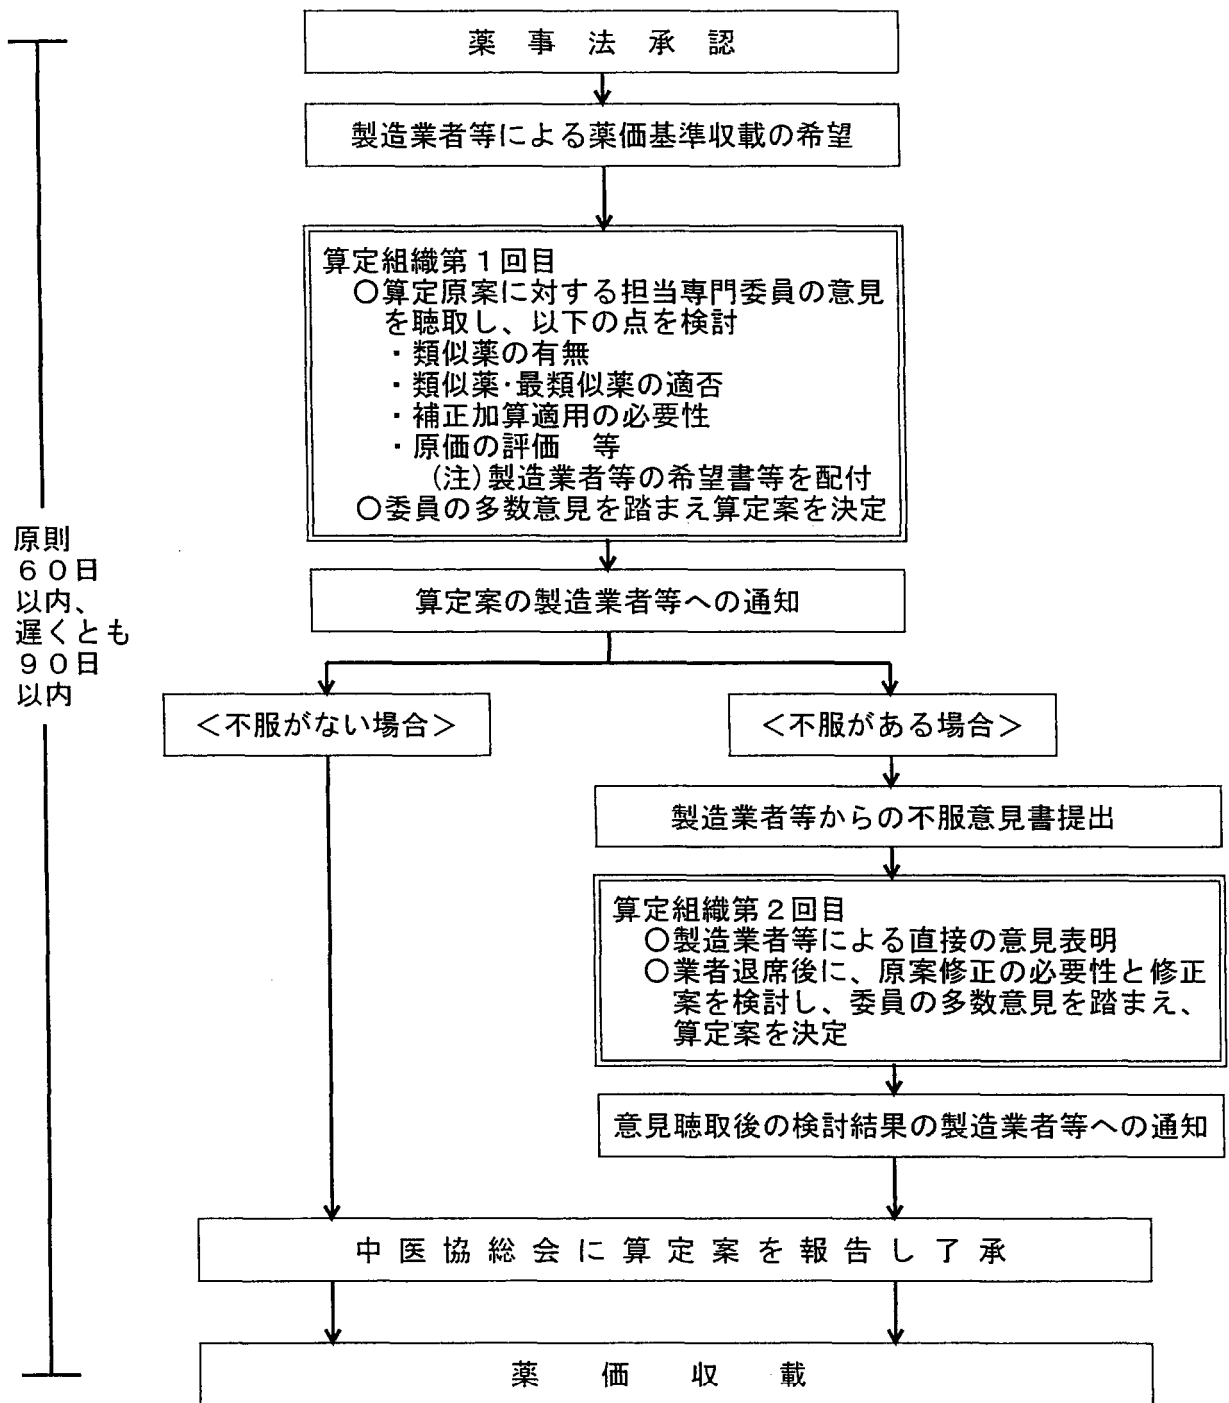 薬事法承認
製造業者等による薬価基準収載の希望
算定組織第1回目
○算定原案に対する担当専門委員の意見
を聴取し、以下の点を検討
・類似薬の有無
・類似薬・最類似薬の適否
・補正加算適用の必要性
・原価の評価　等
(注)製造業者等の希望書等を配付
○委員の多数意見を踏まえ算定案を決定
原則
60日
以内、
遅くとも
90日
以内
算定案の製造業者等への通知
<不服がない場合>
<不服がある場合>
製造業者等からの不服意見書提出
算定組織第2回目
○製造業者等による直接の意見表明
○業者退席後に、原案修正の必要性と修正
案を検討し、委員の多数意見を踏まえ、
算定案を決定
意見聴取後の検討結果の製造業者等への通知
中医協総会に算定案を報告し了承
薬価収載